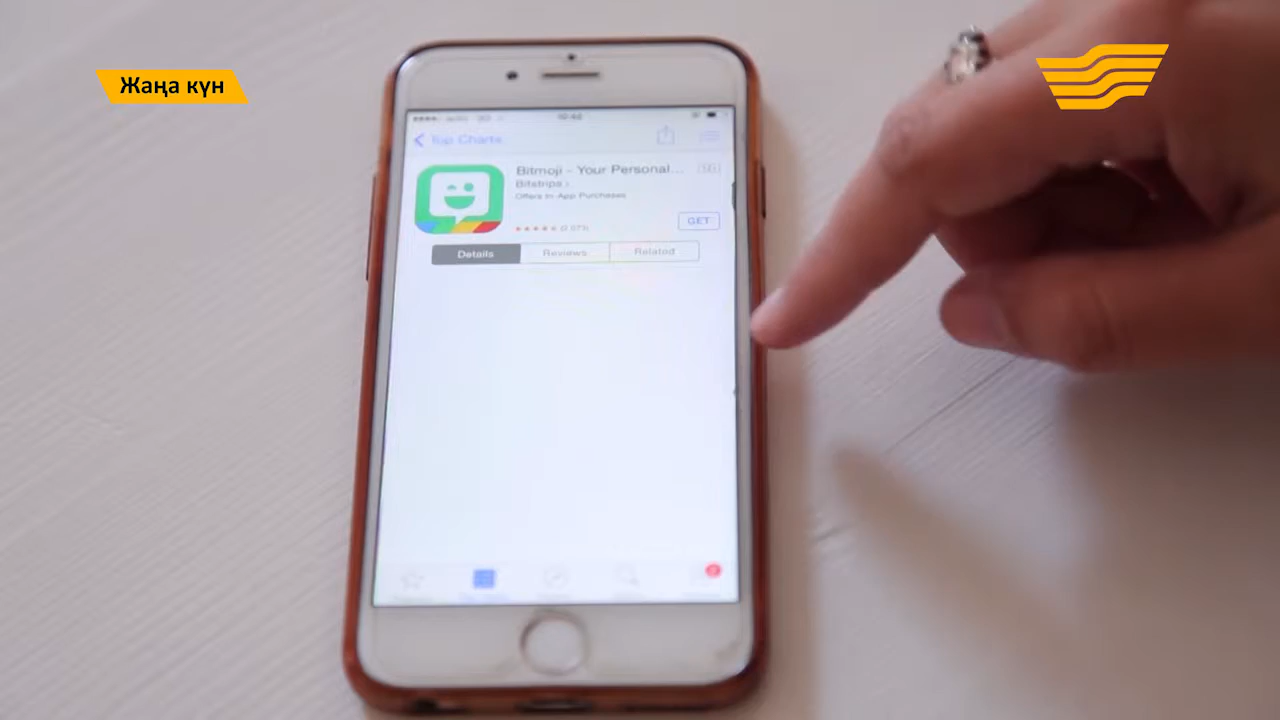 Жаңа күн
Top Charts
Bitmoji - Your Personal...
Bitstrips
Offers In-App Purchases
GET
Details
Reviews
Related